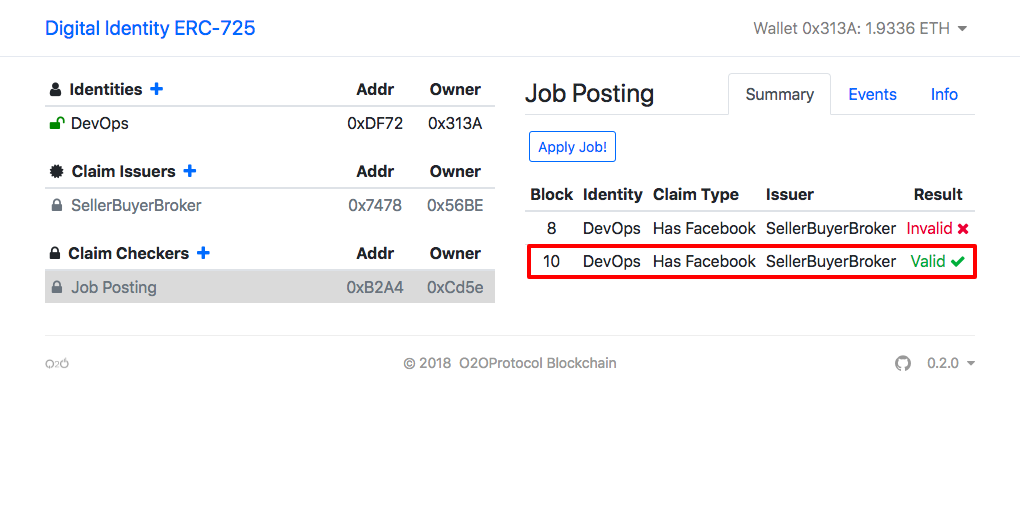 Digital Identity ERC-725
Wallet 0x313A: 1.9336 ETH
Identities Addr Owner
DevOps 0xDF72 0x313A
Claim Issuers Addr Owner
SellerBuyerBroker 0x7478 0x56BE
Claim Checkers Addr Owner
Job Posting 0xB2A4 0xCd5e
Job Posting
Summary Events Info
Apply Job!
Block Identity Claim Type Issuer Result
8 DevOps Has Facebook SellerBuyerBroker Invalid
10 DevOps Has Facebook SellerBuyerBroker Valid
O2O
© 2018 O2OProtocol Blockchain
0.2.0